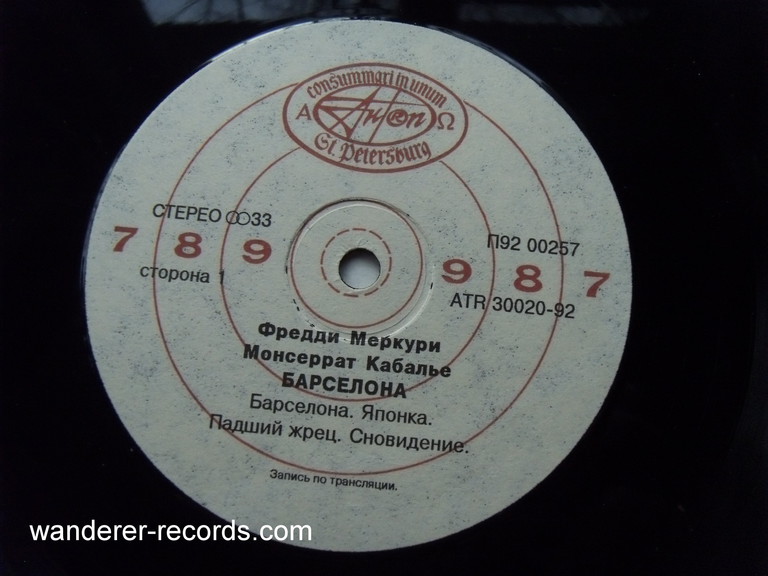 consummari in unum
Α AnTron Ω
St. Petersburg
СТЕРЕО 33
П92 00257
7 8 9 9 8 7
сторона 1
ATR 30020-92
Фредди Меркури
Монсеррат Кабалье
БАРСЕЛОНА
Барселона. Японка.
Падший жрец. Сновидение.
Запись по трансляции.
wanderer-records.com